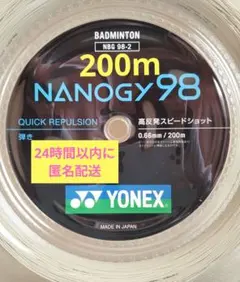 BADMINTON
NBG 98-2
200m
NANOGY 98
QUICK REPULSION
高反発スピードショット
弾き
0.66mm / 200m
24時間以内に
匿名配送
YONEX
MADE IN JAPAN